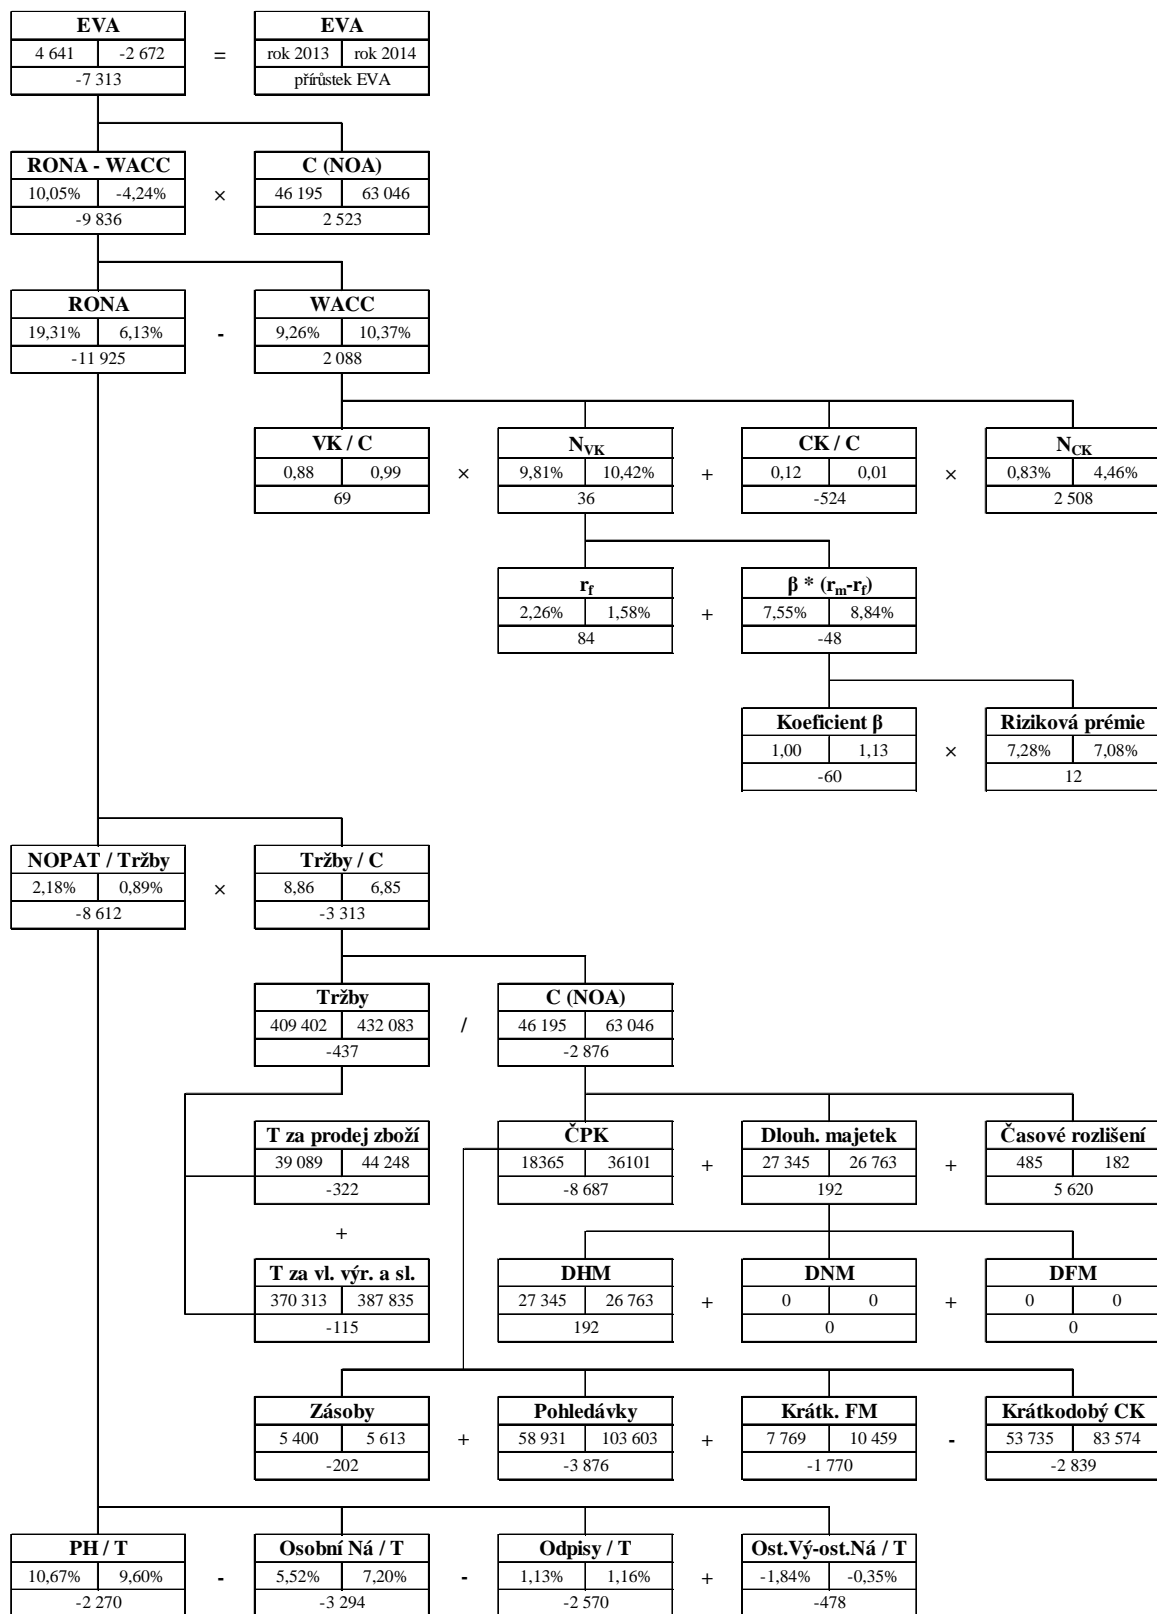 EVA EVA
4 641 -2 672 = rok 2013 rok 2014
-7 313 přírůstek EVA
RONA - WACC C (NOA)
10,05% -4,24% × 46 195 63 046
-9 836 2 523
RONA WACC
19,31% 6,13% - 9,26% 10,37%
-11 925 2 088
VK / C N_VK CK / C N_CK
0,88 0,99 × 9,81% 10,42% + 0,12 0,01 × 0,83% 4,46%
69 36 -524 2 508
r_f β * (r_m-r_f)
2,26% 1,58% + 7,55% 8,84%
84 -48
Koeficient β Riziková prémie
1,00 1,13 × 7,28% 7,08%
-60 12
NOPAT / Tržby Tržby / C
2,18% 0,89% × 8,86 6,85
-8 612 -3 313
Tržby C (NOA)
409 402 432 083 / 46 195 63 046
-437 -2 876
T za prodej zboží ČPK Dlouh. majetek Časové rozlišení
39 089 44 248 18365 36101 + 27 345 26 763 + 485 182
-322 -8 687 192 5 620
+
T za vl. výr. a sl. DHM DNM DFM
370 313 387 835 27 345 26 763 + 0 0 + 0 0
-115 192 0 0
Zásoby Pohledávky Krátk. FM Krátkodobý CK
5 400 5 613 + 58 931 103 603 + 7 769 10 459 - 53 735 83 574
-202 -3 876 -1 770 -2 839
PH / T Osobní Ná / T Odpisy / T Ost.Vý-ost.Ná / T
10,67% 9,60% - 5,52% 7,20% - 1,13% 1,16% + -1,84% -0,35%
-2 270 -3 294 -2 570 -478